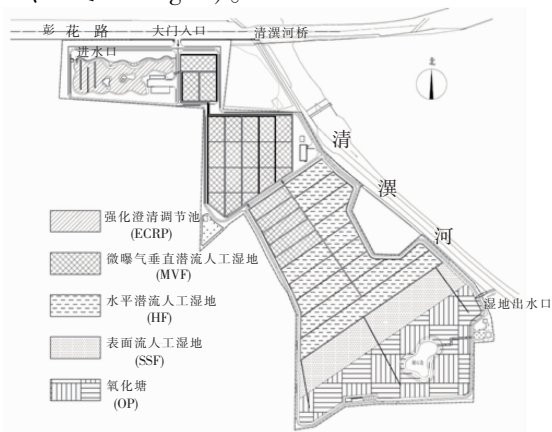 彭花路
大门入口
清潩河桥
进水口
北
清潩河
强化澄清调节池
(ECRP)
微曝气垂直潜流人工湿地
(MVF)
水平潜流人工湿地
(HF)
表面流人工湿地
(SSF)
氧化塘
(OP)
湿地出水口